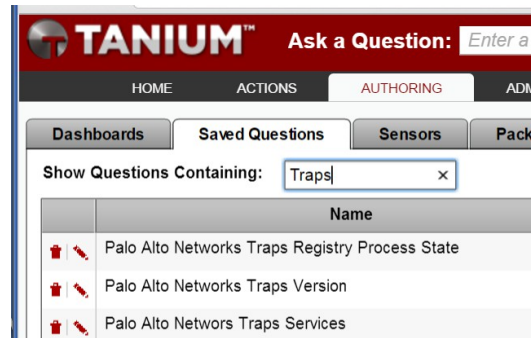 TANIUM™ Ask a Question: Enter a
HOME ACTIONS AUTHORING ADM
Dashboards Saved Questions Sensors Pack
Show Questions Containing: Traps ×
Name
Palo Alto Networks Traps Registry Process State
Palo Alto Networks Traps Version
Palo Alto Networs Traps Services